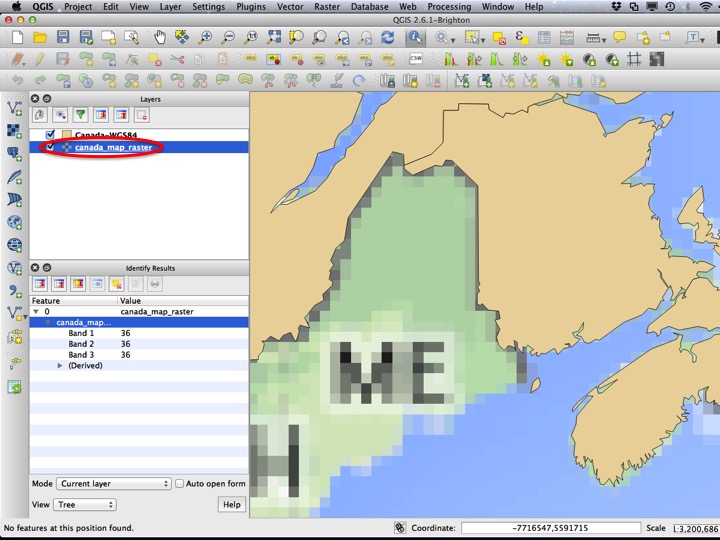 QGIS Project Edit View Layer Settings Plugins Vector Raster Database Web Processing Window Help
QGIS 2.6.1-Brighton
CSW
Layers
Canada-WGS84
canada_map_raster
Identify Results
Feature Value
0 canada_map_raster
canada_map...
Band 1 36
Band 2 36
Band 3 36
(Derived)
ME
H
Mode Current layer Auto open form
View Tree Help
No features at this position found. Coordinate: -7716547,5591715 Scale 1:3,200,686